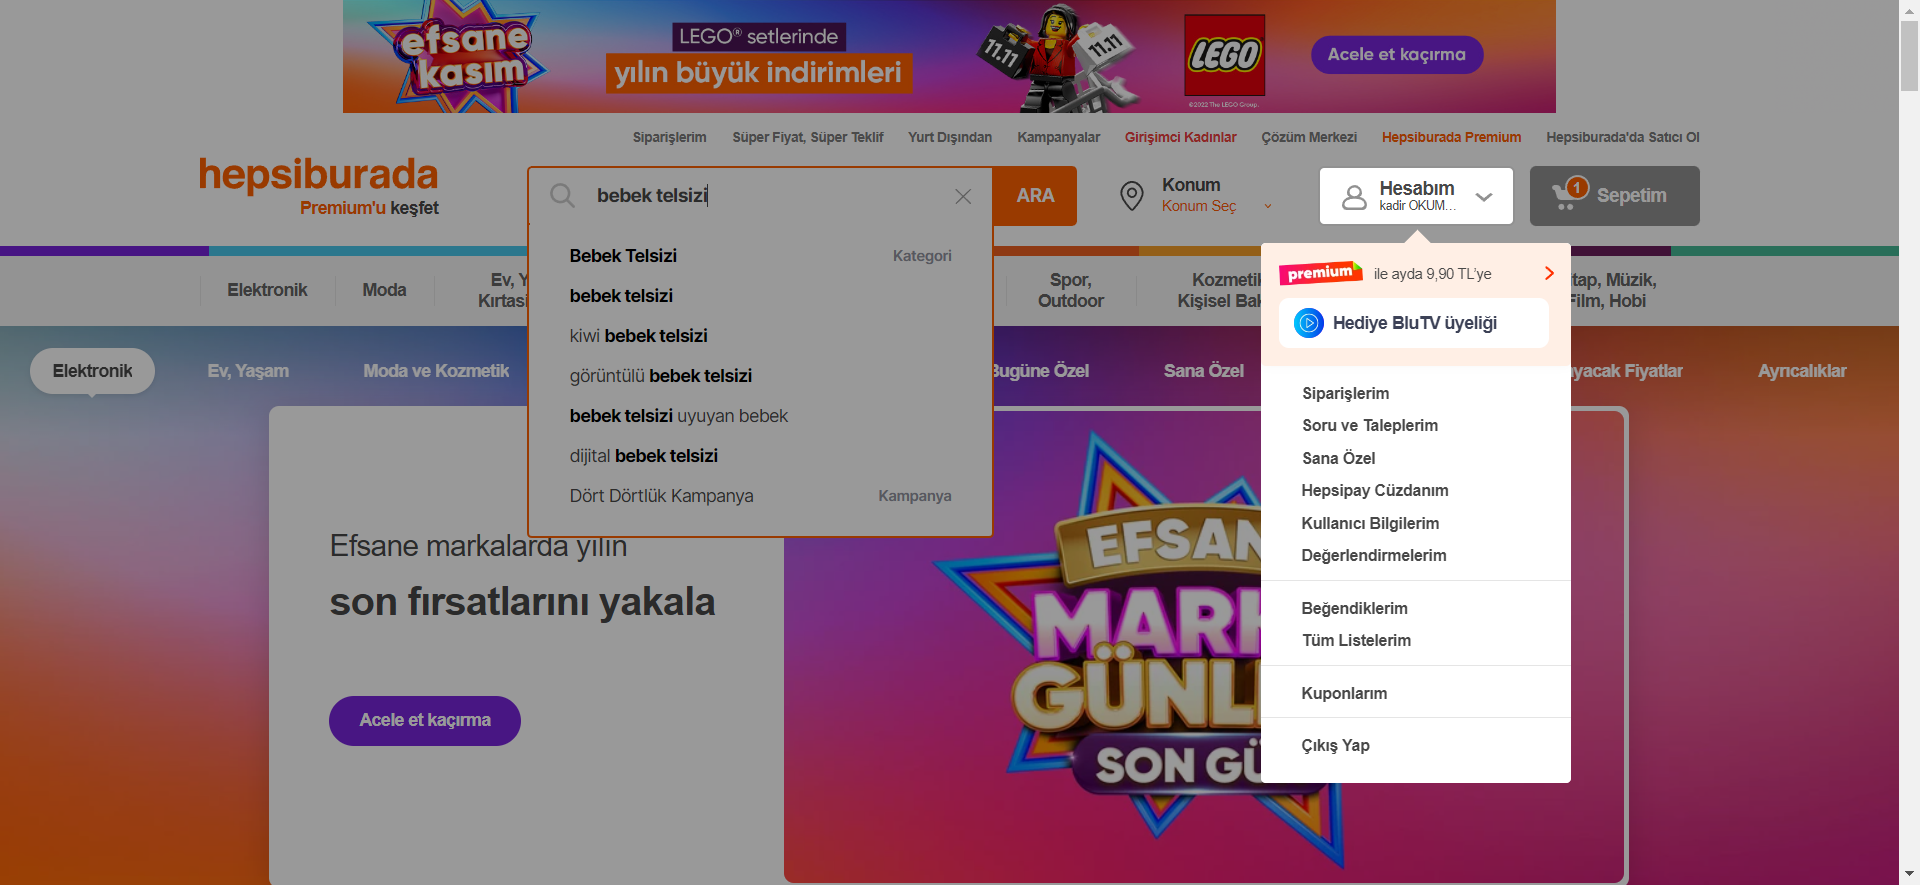 efsane
kasım
LEGO® setlerinde
yılın büyük indirimleri
11.11
11.11
LEGO
©2022 The LEGO Group.
Acele et kaçırma
Siparişlerim
Süper Fiyat, Süper Teklif
Yurt Dışından
Kampanyalar
Girişimci Kadınlar
Çözüm Merkezi
Hepsiburada Premium
Hepsiburada'da Satıcı Ol
hepsiburada
Premium'u keşfet
bebek telsizi
ARA
Konum
Konum Seç
Hesabım
kadir OKUM...
1
Sepetim
Bebek Telsizi
Kategori
bebek telsizi
kiwi bebek telsizi
görüntülü bebek telsizi
bebek telsizi uyuyan bebek
dijital bebek telsizi
Dört Dörtlük Kampanya
Kampanya
Elektronik
Moda
Ev, Y
Kırtasi
Spor,
Outdoor
Kozmetik
Kişisel Bak
tap, Müzik,
Film, Hobi
premium
ile ayda 9,90 TL'ye
Hediye BluTV üyeliği
Siparişlerim
Soru ve Taleplerim
Sana Özel
Hepsipay Cüzdanım
Kullanıcı Bilgilerim
Değerlendirmelerim
Beğendiklerim
Tüm Listelerim
Kuponlarım
Çıkış Yap
Elektronik
Ev, Yaşam
Moda ve Kozmetik
Bugüne Özel
Sana Özel
yacak Fiyatlar
Ayrıcalıklar
Efsane markalarda yılın
son fırsatlarını yakala
Acele et kaçırma
EFSAN
MARK
GÜNL
SON GÜ